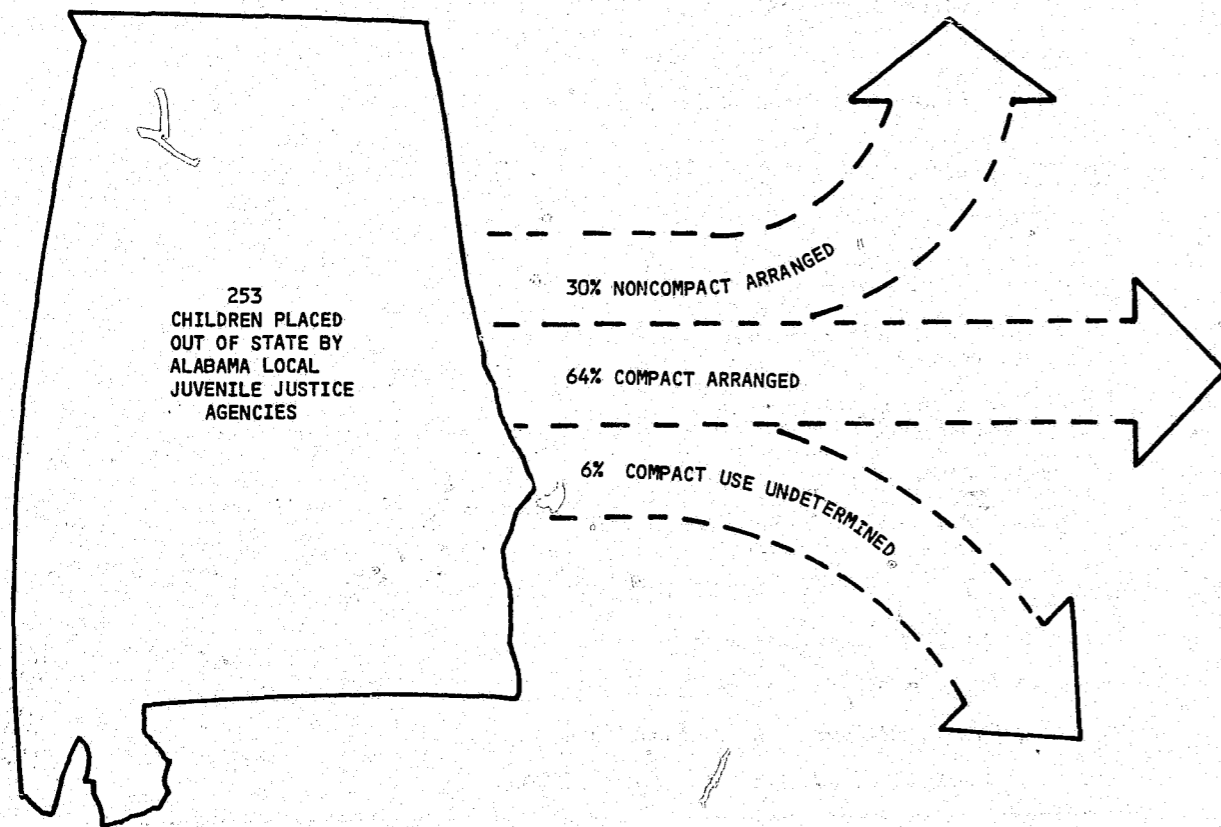 253
CHILDREN PLACED
OUT OF STATE BY
ALABAMA LOCAL
JUVENILE JUSTICE
AGENCIES
30% NONCOMPACT ARRANGED
64% COMPACT ARRANGED
6% COMPACT USE UNDETERMINED